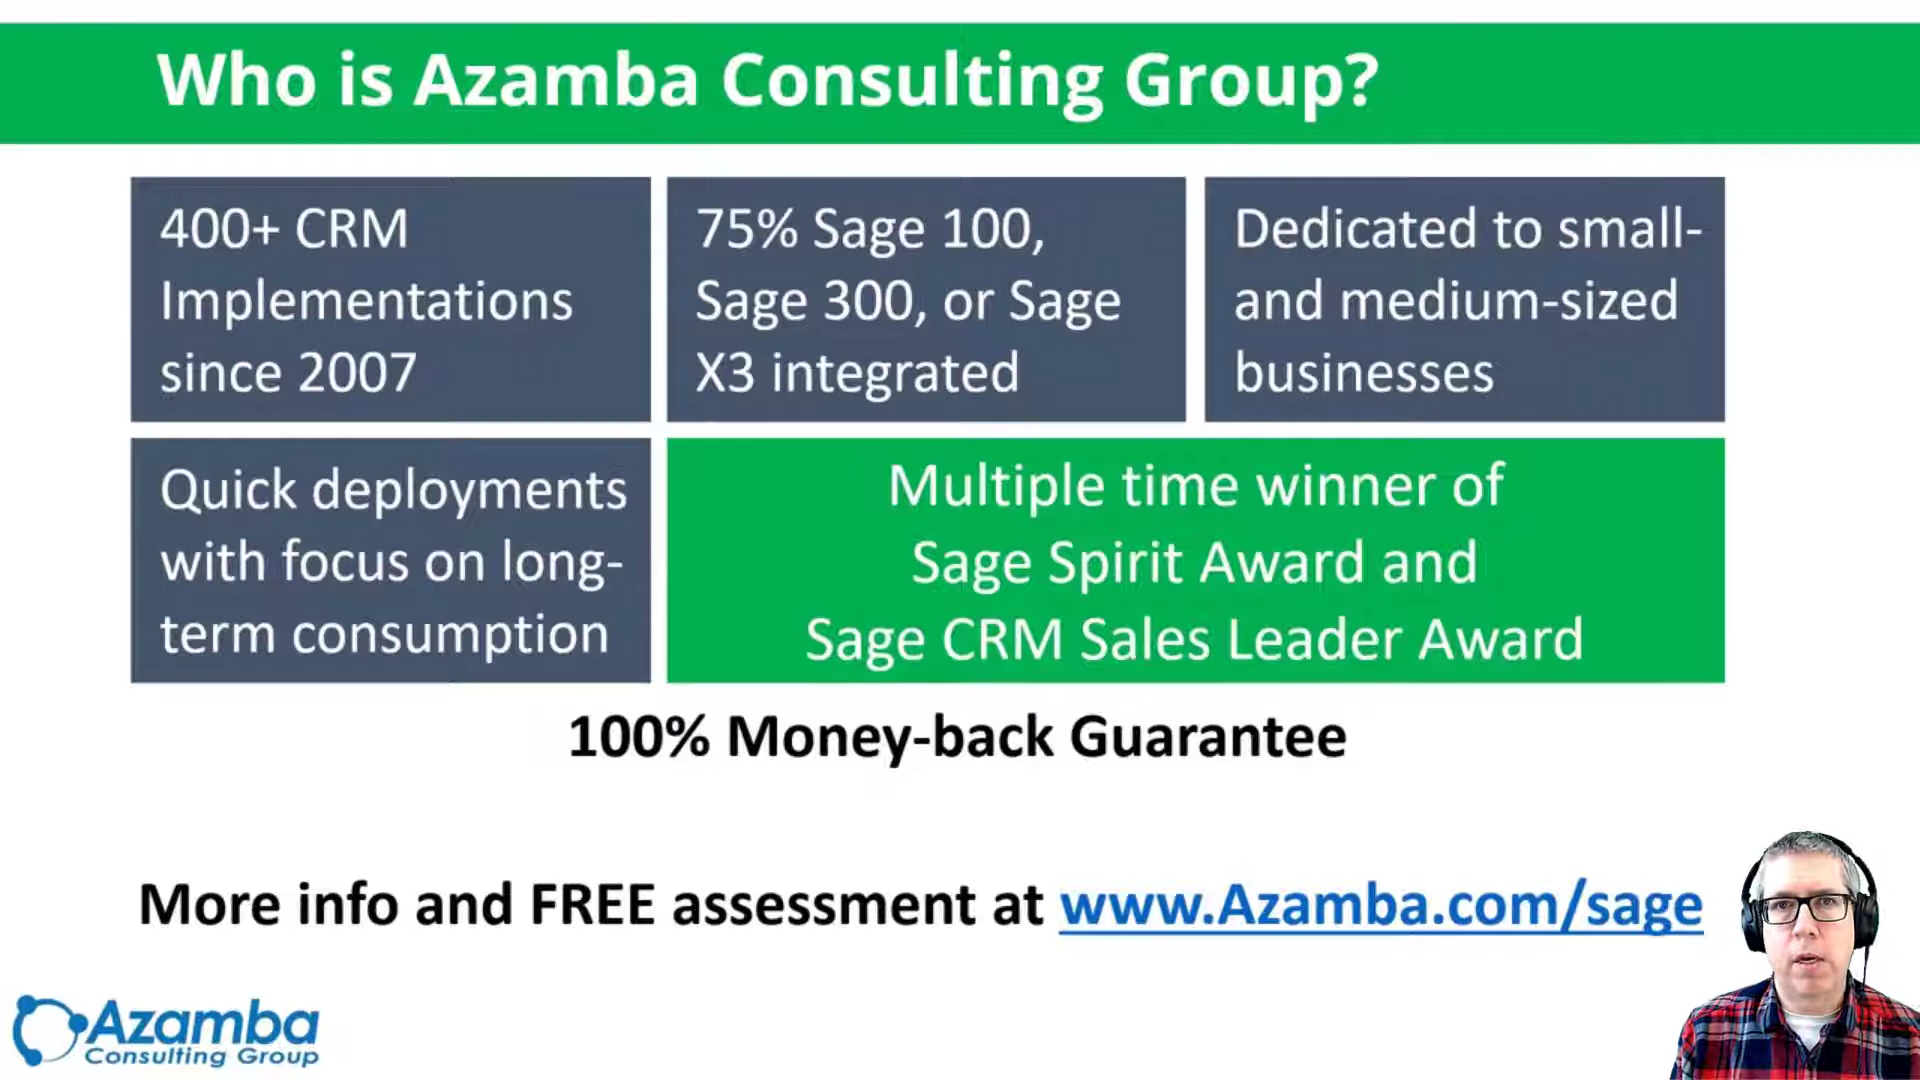 Who is Azamba Consulting Group?
400+ CRM
Implementations
since 2007
75% Sage 100,
Sage 300, or Sage
X3 integrated
Dedicated to small-
and medium-sized
businesses
Quick deployments
with focus on long-
term consumption
Multiple time winner of
Sage Spirit Award and
Sage CRM Sales Leader Award
100% Money-back Guarantee
More info and FREE assessment at www.Azamba.com/sage
Azamba
Consulting Group